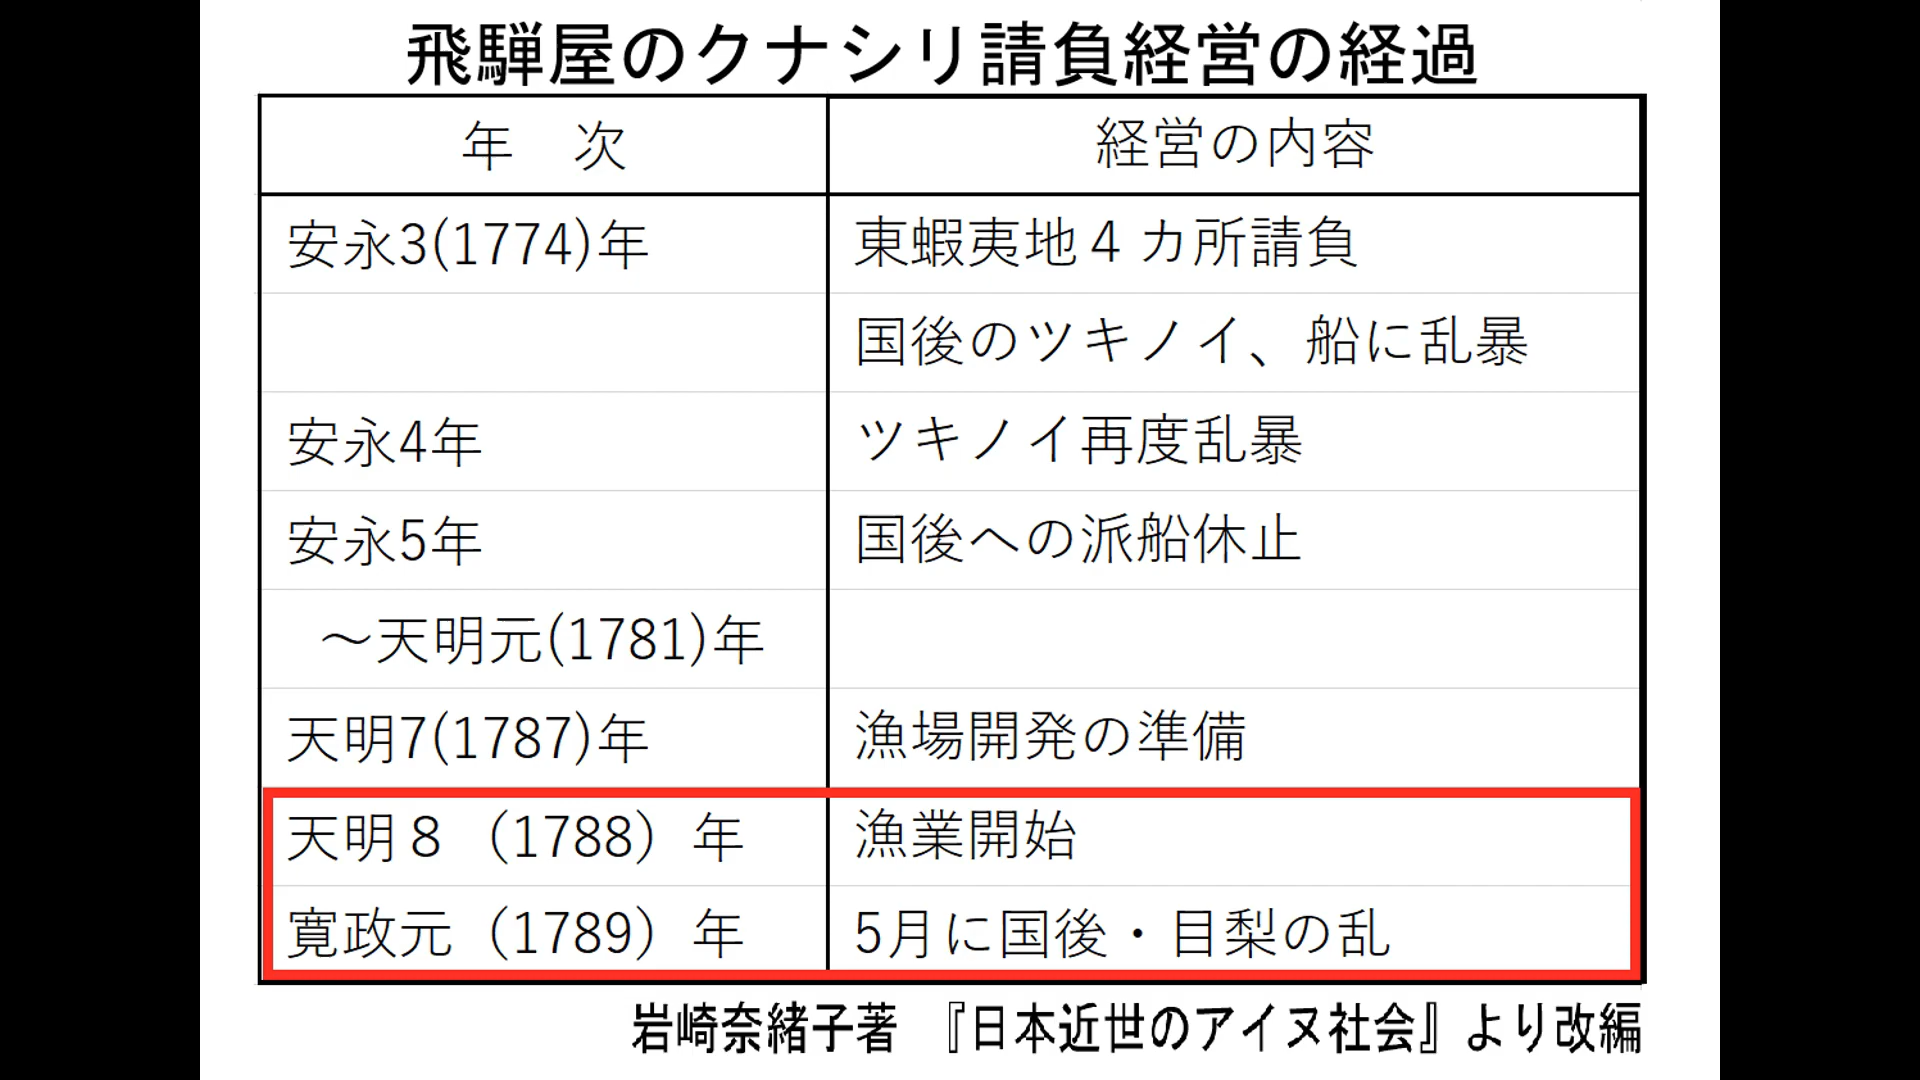 飛騨屋のクナシリ請負経営の経過
年　次　経営の内容
安永3(1774)年　東蝦夷地４カ所請負
国後のツキノイ、船に乱暴
安永4年　ツキノイ再度乱暴
安永5年　国後への派船休止
～天明元(1781)年
天明7(1787)年　漁場開発の準備
天明８（1788）年　漁業開始
寛政元（1789）年　5月に国後・目梨の乱
岩崎奈緒子著　『日本近世のアイヌ社会』より改編